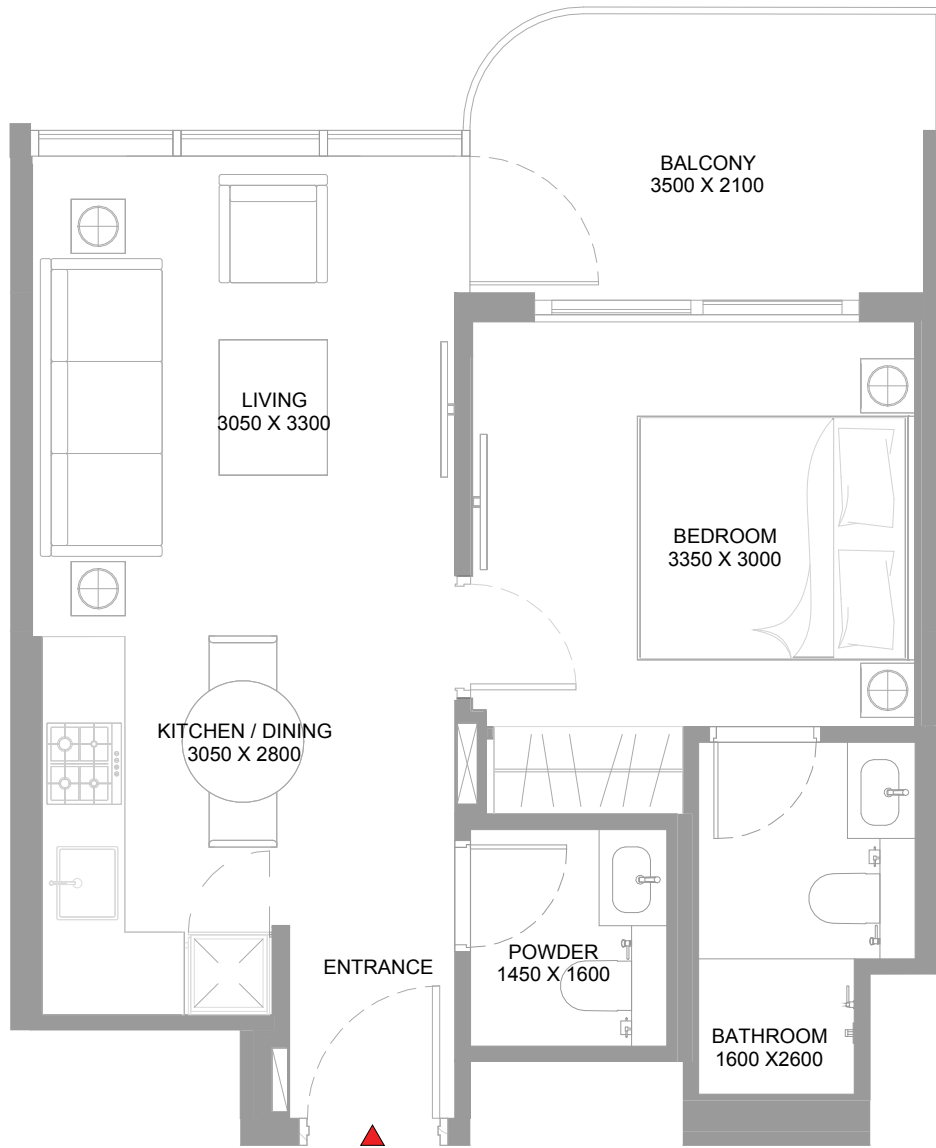 BALCONY
3500 X 2100
LIVING
3050 X 3300
BEDROOM
3350 X 3000
KITCHEN / DINING
3050 X 2800
POWDER
1450 X 1600
ENTRANCE
BATHROOM
1600 X2600